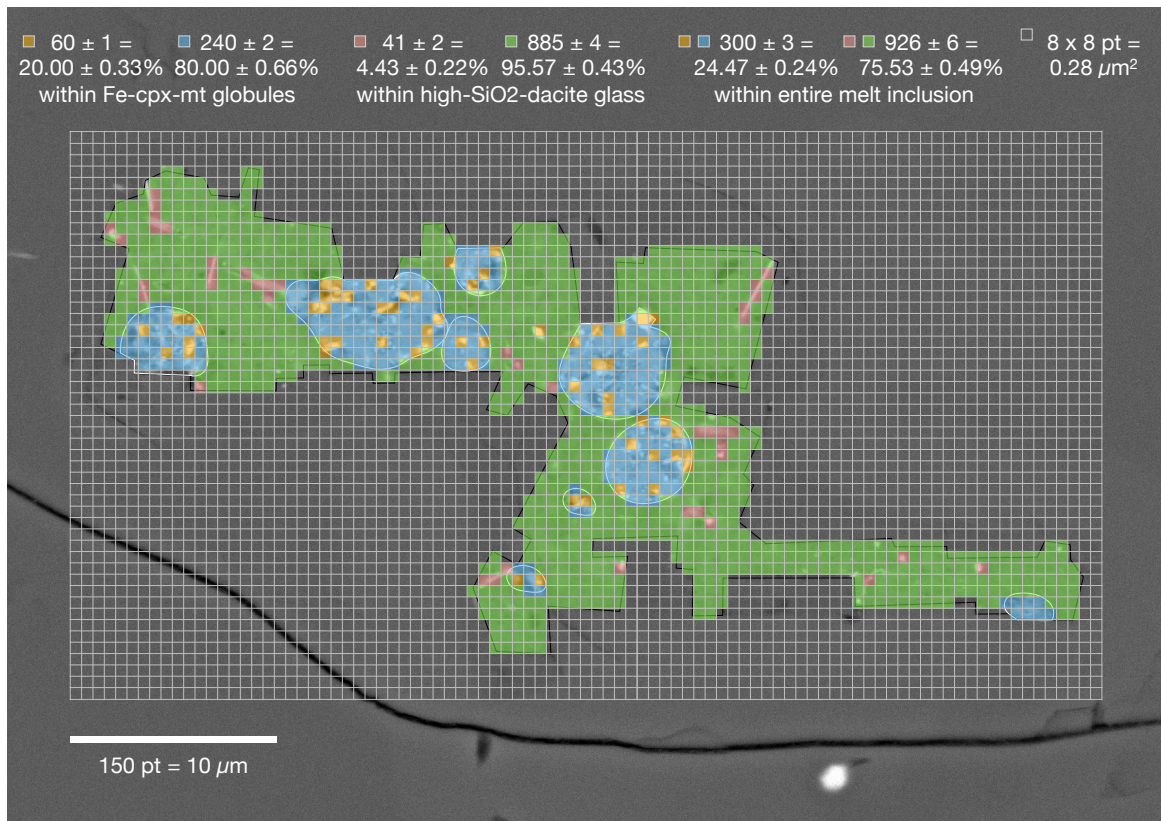 60 ± 1 = 240 ± 2 = 41 ± 2 = 885 ± 4 = 300 ± 3 = 926 ± 6 = 8 x 8 pt =
20.00 ± 0.33% 80.00 ± 0.66% 4.43 ± 0.22% 95.57 ± 0.43% 24.47 ± 0.24% 75.53 ± 0.49% 0.28 µm²
within Fe-cpx-mt globules within high-SiO2-dacite glass within entire melt inclusion
150 pt = 10 µm